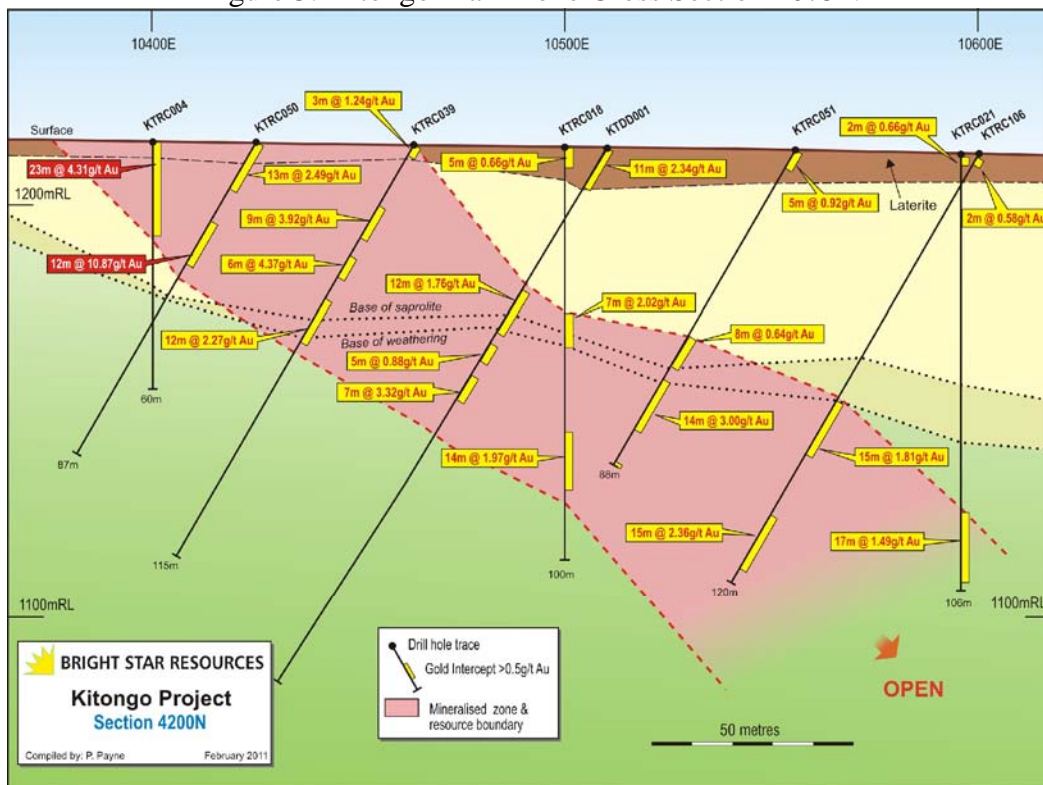 10400E
10500E
10600E
KTRC004
KTRC050
KTRC039
KTRC018
KTDD001
KTRC051
KTRC021
KTRC106
3m @ 1.24g/t Au
2m @ 0.66g/t Au
Surface
23m @ 4.31g/t Au
13m @ 2.49g/t Au
5m @ 0.66g/t Au
11m @ 2.34g/t Au
5m @ 0.92g/t Au
Laterite
2m @ 0.58g/t Au
1200mRL
9m @ 3.92g/t Au
12m @ 10.87g/t Au
6m @ 4.37g/t Au
12m @ 1.76g/t Au
Base of saprolite
7m @ 2.02g/t Au
12m @ 2.27g/t Au
Base of weathering
8m @ 0.64g/t Au
5m @ 0.88g/t Au
7m @ 3.32g/t Au
60m
14m @ 3.00g/t Au
87m
14m @ 1.97g/t Au
88m
15m @ 1.81g/t Au
15m @ 2.36g/t Au
17m @ 1.49g/t Au
115m
100m
120m
106m
1100mRL
1100mRL
BRIGHT STAR RESOURCES
Kitongo Project
Section 4200N
Compiled by: P. Payne
February 2011
Drill hole trace
Gold Intercept >0.5g/t Au
Mineralised zone &
resource boundary
OPEN
50 metres